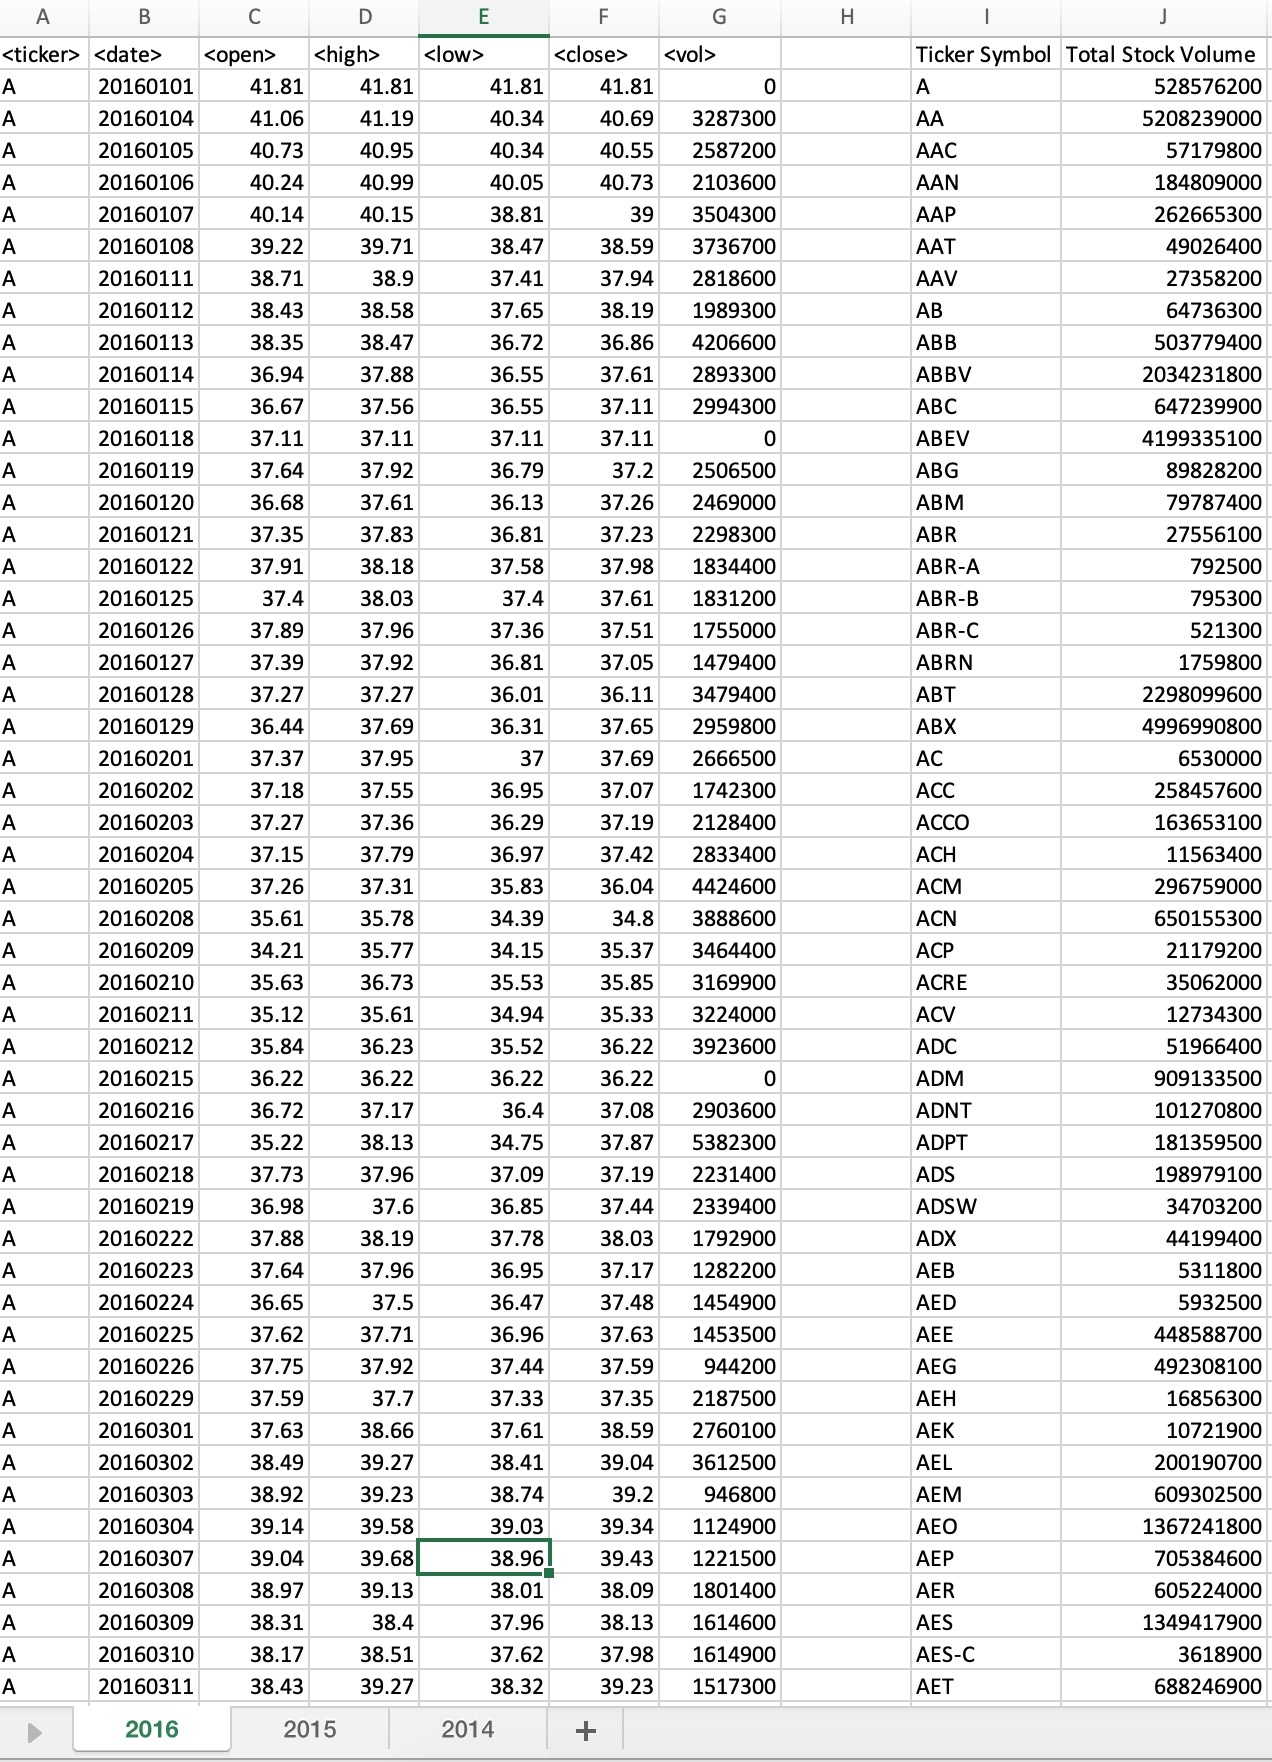 A B C D E F G H I J
<ticker> <date> <open> <high> <low> <close> <vol> Ticker Symbol Total Stock Volume
A 20160101 41.81 41.81 41.81 41.81 0 A 528576200
A 20160104 41.06 41.19 40.34 40.69 3287300 AA 5208239000
A 20160105 40.73 40.95 40.34 40.55 2587200 AAC 57179800
A 20160106 40.24 40.99 40.05 40.73 2103600 AAN 184809000
A 20160107 40.14 40.15 38.81 39 3504300 AAP 262665300
A 20160108 39.22 39.71 38.47 38.59 3736700 AAT 49026400
A 20160111 38.71 38.9 37.41 37.94 2818600 AAV 27358200
A 20160112 38.43 38.58 37.65 38.19 1989300 AB 64736300
A 20160113 38.35 38.47 36.72 36.86 4206600 ABB 503779400
A 20160114 36.94 37.88 36.55 37.61 2893300 ABBV 2034231800
A 20160115 36.67 37.56 36.55 37.11 2994300 ABC 647239900
A 20160118 37.11 37.11 37.11 37.11 0 ABEV 4199335100
A 20160119 37.64 37.92 36.79 37.2 2506500 ABG 89828200
A 20160120 36.68 37.61 36.13 37.26 2469000 ABM 79787400
A 20160121 37.35 37.83 36.81 37.23 2298300 ABR 27556100
A 20160122 37.91 38.18 37.58 37.98 1834400 ABR-A 792500
A 20160125 37.4 38.03 37.4 37.61 1831200 ABR-B 795300
A 20160126 37.89 37.96 37.36 37.51 1755000 ABR-C 521300
A 20160127 37.39 37.92 36.81 37.05 1479400 ABRN 1759800
A 20160128 37.27 37.27 36.01 36.11 3479400 ABT 2298099600
A 20160129 36.44 37.69 36.31 37.65 2959800 ABX 4996990800
A 20160201 37.37 37.95 37 37.69 2666500 AC 6530000
A 20160202 37.18 37.55 36.95 37.07 1742300 ACC 258457600
A 20160203 37.27 37.36 36.29 37.19 2128400 ACCO 163653100
A 20160204 37.15 37.79 36.97 37.42 2833400 ACH 11563400
A 20160205 37.26 37.31 35.83 36.04 4424600 ACM 296759000
A 20160208 35.61 35.78 34.39 34.8 3888600 ACN 650155300
A 20160209 34.21 35.77 34.15 35.37 3464400 ACP 21179200
A 20160210 35.63 36.73 35.53 35.85 3169900 ACRE 35062000
A 20160211 35.12 35.61 34.94 35.33 3224000 ACV 12734300
A 20160212 35.84 36.23 35.52 36.22 3923600 ADC 51966400
A 20160215 36.22 36.22 36.22 36.22 0 ADM 909133500
A 20160216 36.72 37.17 36.4 37.08 2903600 ADNT 101270800
A 20160217 35.22 38.13 34.75 37.87 5382300 ADPT 181359500
A 20160218 37.73 37.96 37.09 37.19 2231400 ADS 198979100
A 20160219 36.98 37.6 36.85 37.44 2339400 ADSW 34703200
A 20160222 37.88 38.19 37.78 38.03 1792900 ADX 44199400
A 20160223 37.64 37.96 36.95 37.17 1282200 AEB 5311800
A 20160224 36.65 37.5 36.47 37.48 1454900 AED 5932500
A 20160225 37.62 37.71 36.96 37.63 1453500 AEE 448588700
A 20160226 37.75 37.92 37.44 37.59 944200 AEG 492308100
A 20160229 37.59 37.7 37.33 37.35 2187500 AEH 16856300
A 20160301 37.63 38.66 37.61 38.59 2760100 AEK 10721900
A 20160302 38.49 39.27 38.41 39.04 3612500 AEL 200190700
A 20160303 38.92 39.23 38.74 39.2 946800 AEM 609302500
A 20160304 39.14 39.58 39.03 39.34 1124900 AEO 1367241800
A 20160307 39.04 39.68 38.96 39.43 1221500 AEP 705384600
A 20160308 38.97 39.13 38.01 38.09 1801400 AER 605224000
A 20160309 38.31 38.4 37.96 38.13 1614600 AES 1349417900
A 20160310 38.17 38.51 37.62 37.98 1614900 AES-C 3618900
A 20160311 38.43 39.27 38.32 39.23 1517300 AET 688246900
2016 2015 2014 +